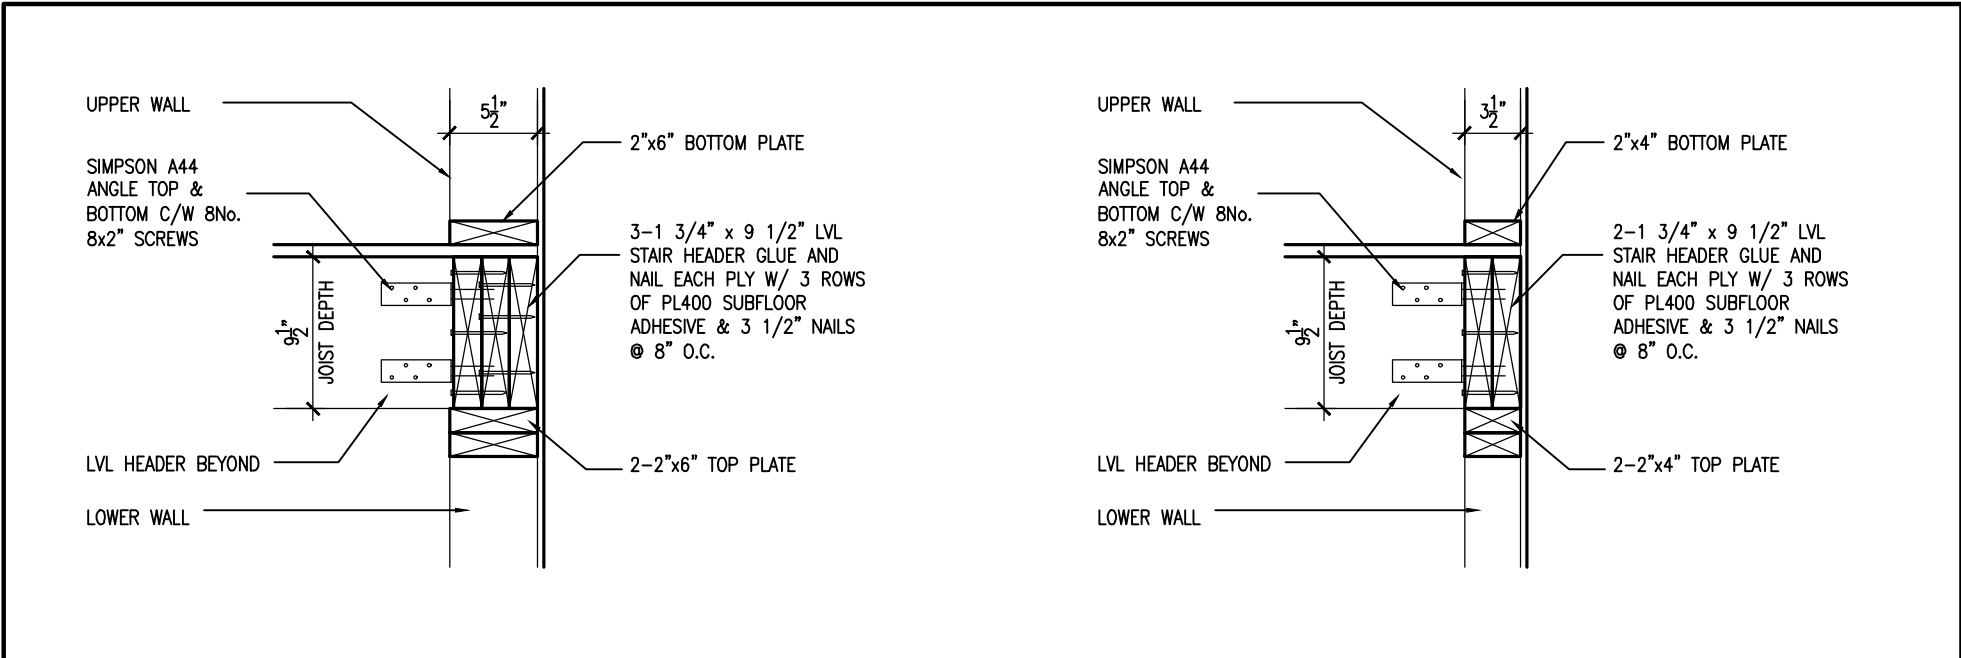 UPPER WALL
5 1/2"
2"x6" BOTTOM PLATE
SIMPSON A44
ANGLE TOP &
BOTTOM C/W 8No.
8x2" SCREWS
3-1 3/4" x 9 1/2" LVL
STAIR HEADER GLUE AND
NAIL EACH PLY W/ 3 ROWS
OF PL400 SUBFLOOR
ADHESIVE & 3 1/2" NAILS
@ 8" O.C.
9 1/2"
JOIST DEPTH
LVL HEADER BEYOND
2-2"x6" TOP PLATE
LOWER WALL
UPPER WALL
3 1/2"
2"x4" BOTTOM PLATE
SIMPSON A44
ANGLE TOP &
BOTTOM C/W 8No.
8x2" SCREWS
2-1 3/4" x 9 1/2" LVL
STAIR HEADER GLUE AND
NAIL EACH PLY W/ 3 ROWS
OF PL400 SUBFLOOR
ADHESIVE & 3 1/2" NAILS
@ 8" O.C.
9 1/2"
JOIST DEPTH
LVL HEADER BEYOND
2-2"x4" TOP PLATE
LOWER WALL